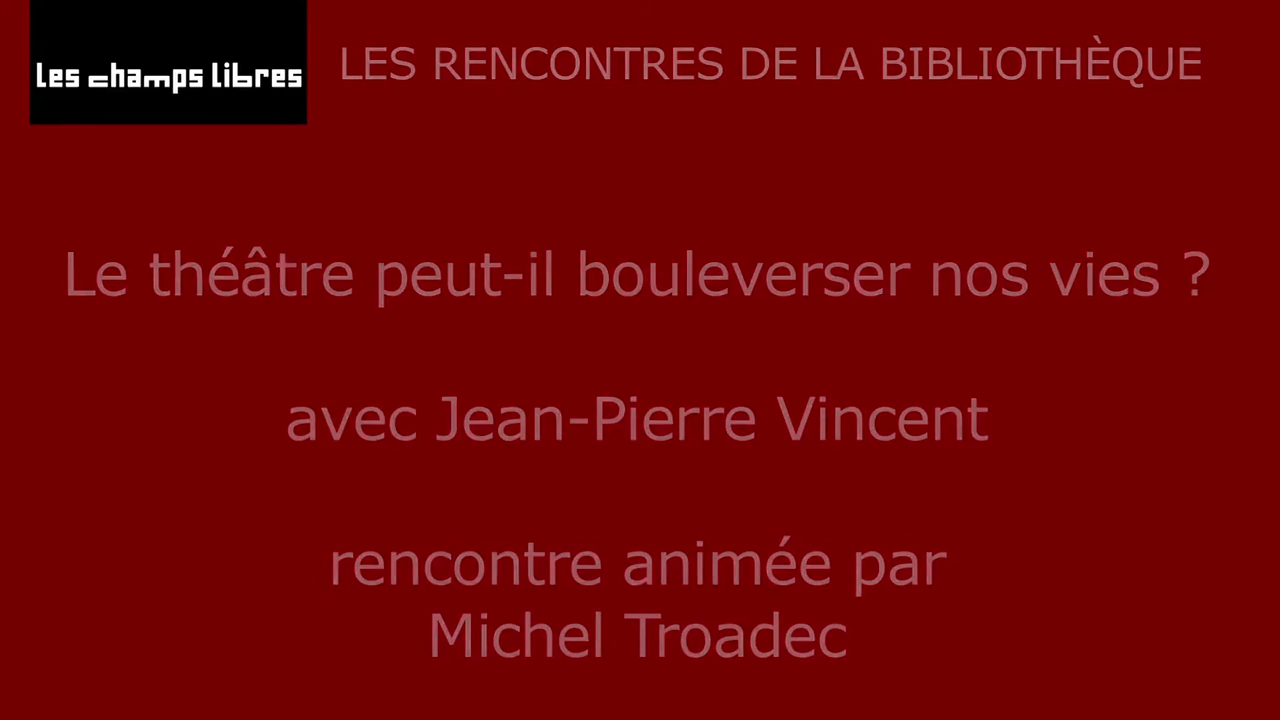 les champs libres
LES RENCONTRES DE LA BIBLIOTHÈQUE
Le théâtre peut-il bouleverser nos vies ?
avec Jean-Pierre Vincent
rencontre animée par
Michel Troadec